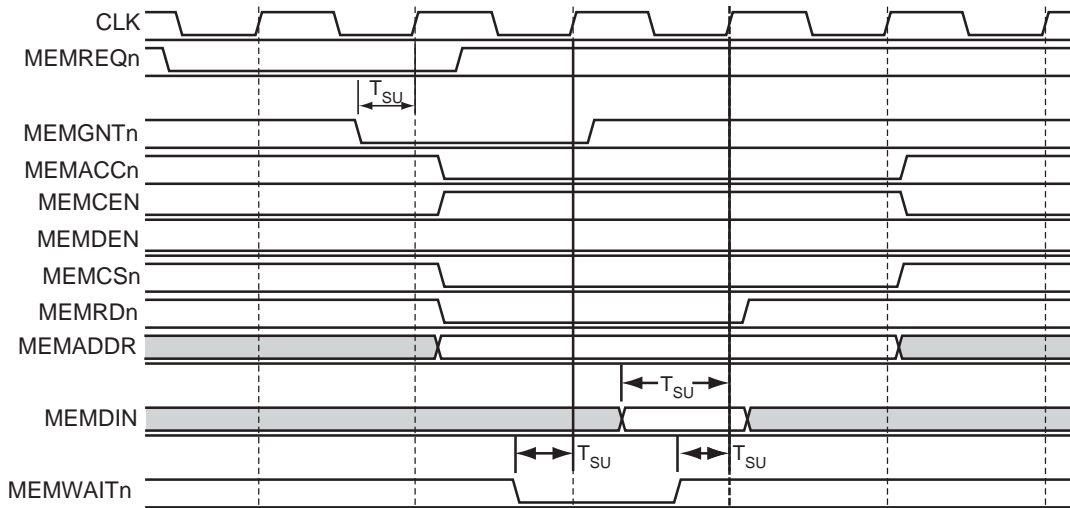 CLK
MEMREQn
TSU
MEMGNTn
MEMACCn
MEMCEN
MEMDEN
MEMCSn
MEMRDn
MEMADDR
TSU
MEMDIN
TSU
TSU
MEMWAITn